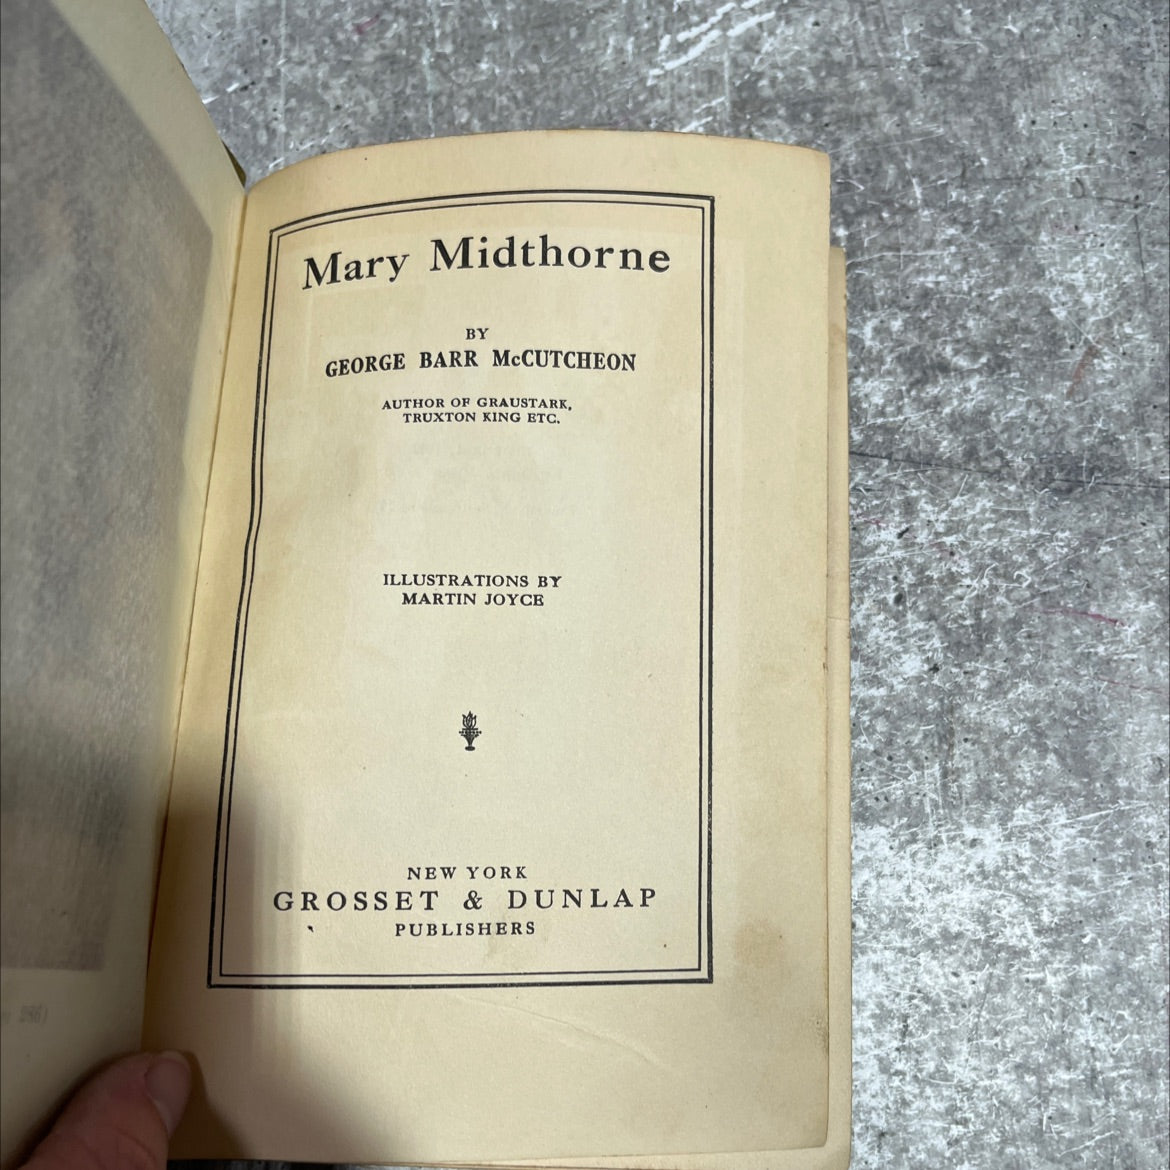 Mary Midthorne
BY
GEORGE BARR McCUTCHEON
AUTHOR OF GRAUSTARK,
TRUXTON KING ETC.
ILLUSTRATIONS BY
MARTIN JOYCE
NEW YORK
GROSSET & DUNLAP
PUBLISHERS
286)